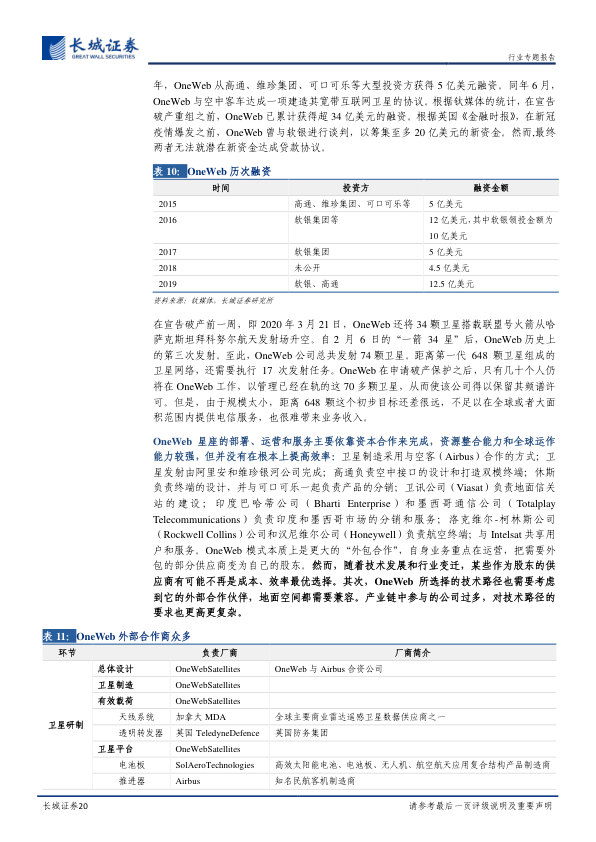 长城证券
GREAT WALL SECURITIES
行业专题报告
年，OneWeb 从高通、维珍集团、可口可乐等大型投资方获得 5 亿美元融资。同年 6 月，
OneWeb 与空中客车达成一项建造其宽带互联网卫星的协议。根据钛媒体的统计，在宣告
破产重组之前，OneWeb 已累计获得超 34 亿美元的融资。根据英国《金融时报》，在新冠
疫情爆发之前，OneWeb 曾与软银进行谈判，以筹集至多 20 亿美元的新资金。然而,最终
两者无法就潜在新资金达成贷款协议。
表 10: OneWeb 历次融资
时间 投资方 融资金额
2015 高通、维珍集团、可口可乐等 5 亿美元
2016 软银集团等 12 亿美元,其中软银领投金额为
10 亿美元
2017 软银集团 5 亿美元
2018 未公开 4.5 亿美元
2019 软银、高通 12.5 亿美元
资料来源：钛媒体，长城证券研究所
在宣告破产前一周，即 2020 年 3 月 21 日，OneWeb 还将 34 颗卫星搭载联盟号火箭从哈
萨克斯坦拜科努尔航天发射场升空。自 2 月 6 日的“一箭 34 星”后，OneWeb 历史上
的第三次发射。至此，OneWeb 公司总共发射 74 颗卫星。距离第一代 648 颗卫星组成的
卫星网络，还需要执行 17 次发射任务。OneWeb 在申请破产保护之后，只有几十个人仍
将在 OneWeb 工作，以管理已经在轨的这 70 多颗卫星，从而使该公司得以保留其频谱许
可。但是，由于规模太小，距离 648 颗这个初步目标还差很远，不足以在全球或者大面
积范围内提供电信服务，也很难带来业务收入。
OneWeb 星座的部署、运营和服务主要依靠资本合作来完成，资源整合能力和全球运作
能力较强，但并没有在根本上提高效率：卫星制造采用与空客（Airbus）合作的方式；卫
星发射由阿里安和维珍银河公司完成；高通负责空中接口的设计和打造双模终端；休斯
负责终端的设计，并与可口可乐一起负责产品的分销；卫讯公司（Viasat）负责地面信关
站的建设；印度巴哈蒂公司（Bharti Enterprise）和墨西哥通信公司（Totalplay
Telecommunications）负责印度和墨西哥市场的分销和服务；洛克维尔-柯林斯公司
（Rockwell Collins）公司和汉尼维尔公司（Honeywell）负责航空终端；与 Intelsat 共享用
户和服务。OneWeb 模式本质上是更大的“外包合作”，自身业务重点在运营，把需要外
包的部分供应商变为自己的股东。然而，随着技术发展和行业变迁，某些作为股东的供
应商有可能不再是成本、效率最优选择。其次，OneWeb 所选择的技术路径也需要考虑
到它的外部合作伙伴，地面空间都需要兼容。产业链中参与的公司过多，对技术路径的
要求也更高更复杂。
表 11: OneWeb 外部合作商众多
环节 负责厂商 厂商简介
卫星研制
总体设计 OneWebSatellites OneWeb 与 Airbus 合资公司
卫星制造 OneWebSatellites
有效载荷 OneWebSatellites
天线系统 加拿大 MDA 全球主要商业雷达遥感卫星数据供应商之一
透明转发器 英国 TeledyneDefence 英国防务集团
卫星平台 OneWebSatellites
电池板 SolAeroTechnologies 高效太阳能电池、电池板、无人机、航空航天应用复合结构产品制造商
推进器 Airbus 知名民航客机制造商
长城证券20
请参考最后一页评级说明及重要声明